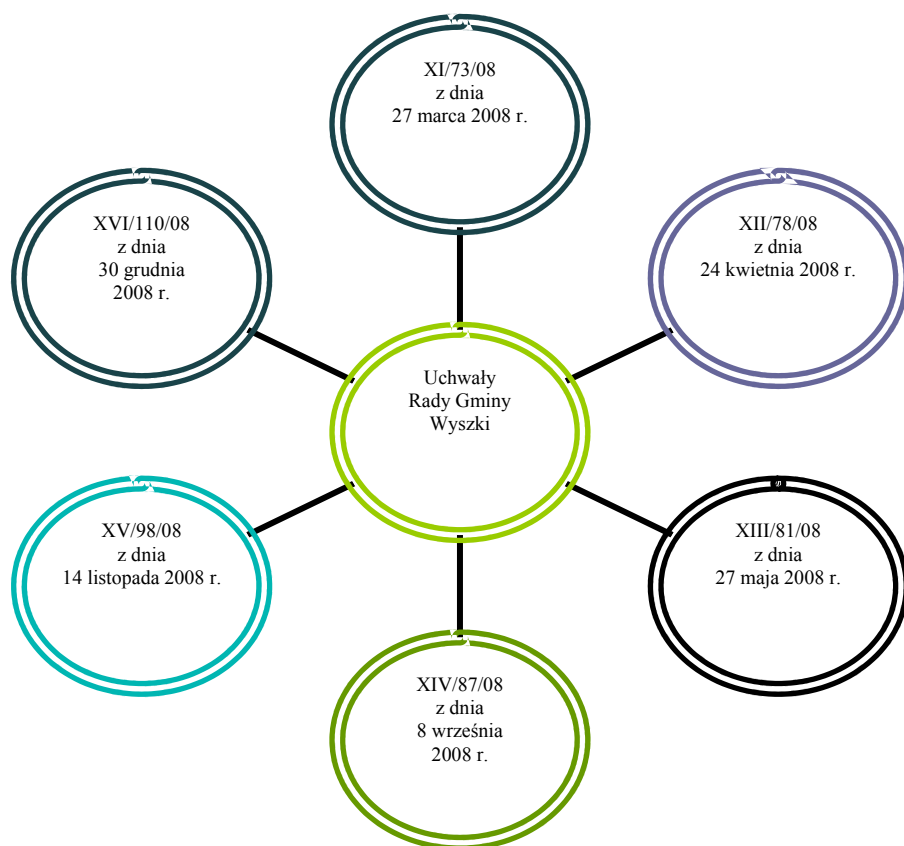 XI/73/08
z dnia
27 marca 2008 r.
XVI/110/08
z dnia
30 grudnia
2008 r.
XII/78/08
z dnia
24 kwietnia 2008 r.
Uchwały
Rady Gminy
Wyszki
XV/98/08
z dnia
14 listopada 2008 r.
XIII/81/08
z dnia
27 maja 2008 r.
XIV/87/08
z dnia
8 września
2008 r.